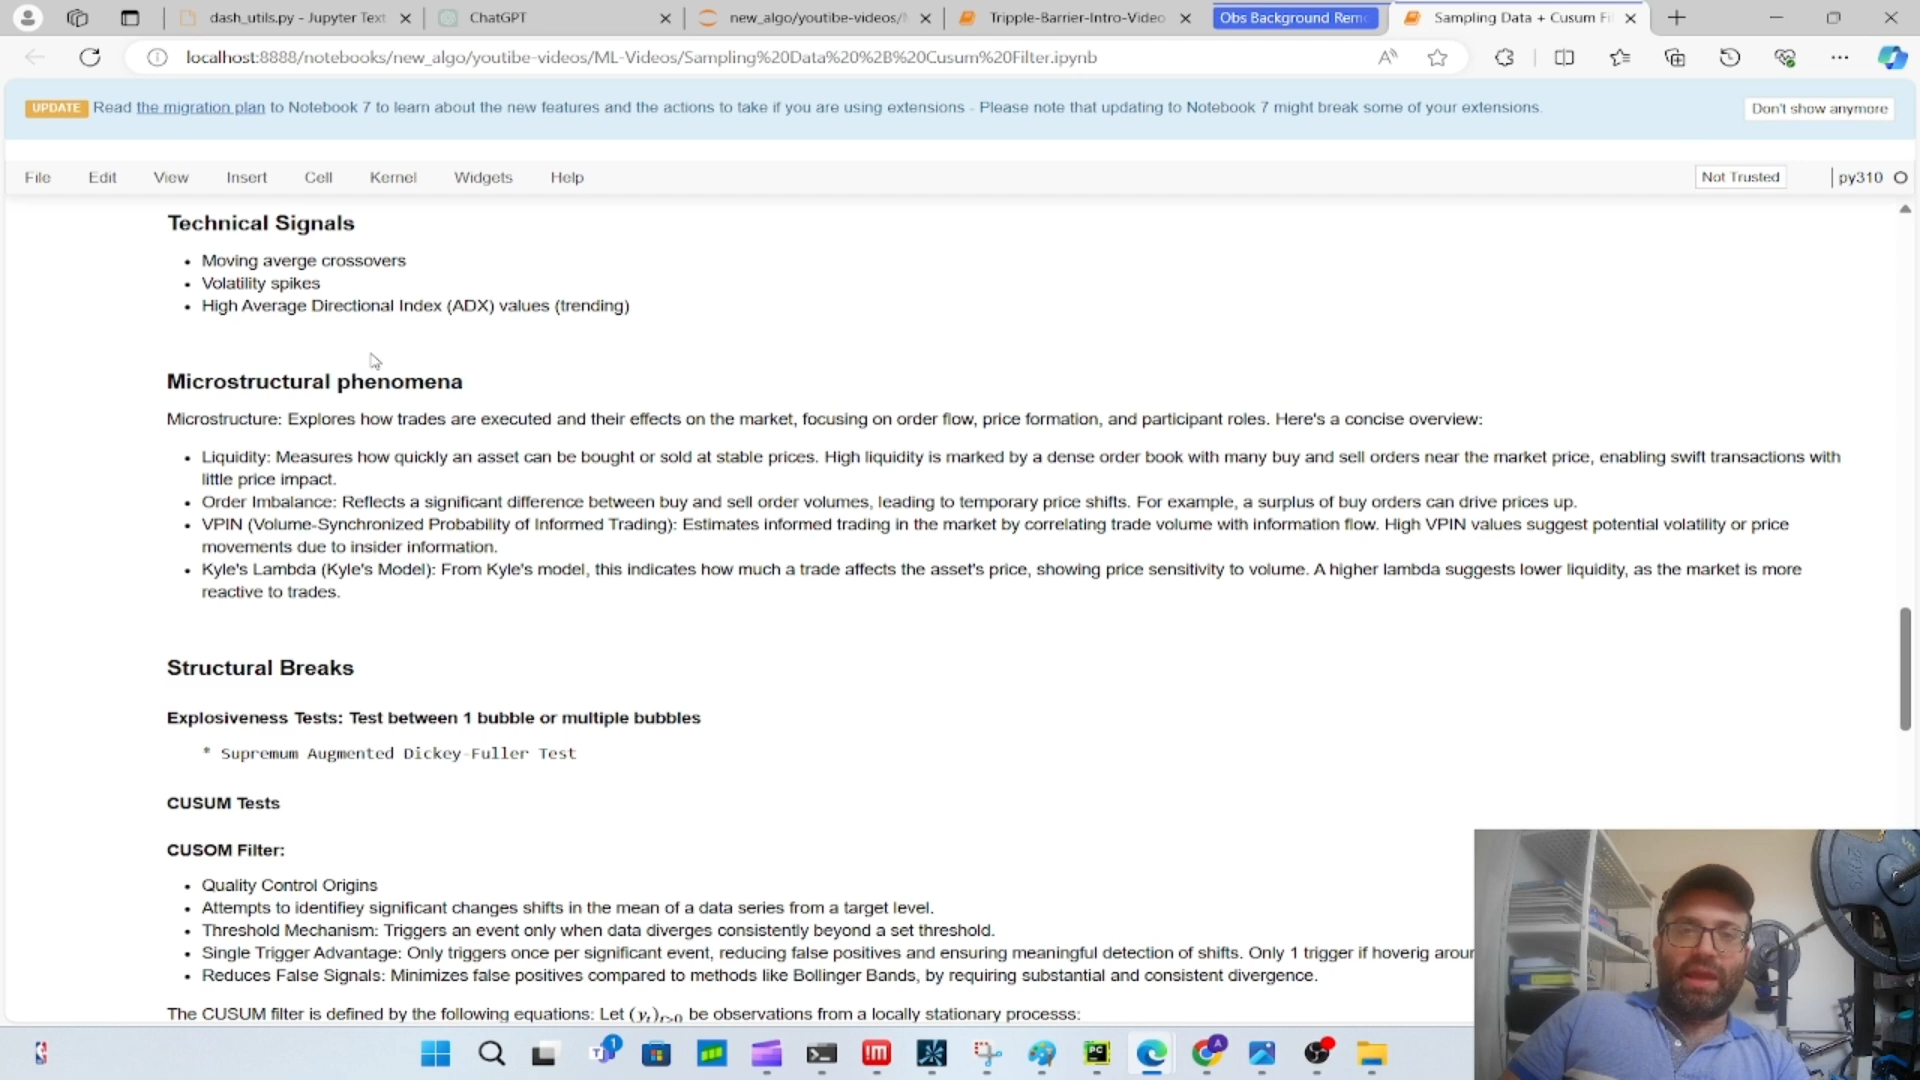 dash_utils.py - Jupyter Text
ChatGPT
new_algo/youtibe-videos/
Tripple-Barrier-Intro-Video
Obs Background Rem
Sampling Data + Cusum Fi
localhost:8888/notebooks/new_algo/youtibe-videos/ML-Videos/Sampling%20Data%20%2B%20Cusum%20Filter.ipynb
UPDATE Read the migration plan to Notebook 7 to learn about the new features and the actions to take if you are using extensions - Please note that updating to Notebook 7 might break some of your extensions.
Don't show anymore
File Edit View Insert Cell Kernel Widgets Help
Not Trusted
py310
Technical Signals
• Moving averge crossovers
• Volatility spikes
• High Average Directional Index (ADX) values (trending)
Microstructural phenomena
Microstructure: Explores how trades are executed and their effects on the market, focusing on order flow, price formation, and participant roles. Here's a concise overview:
• Liquidity: Measures how quickly an asset can be bought or sold at stable prices. High liquidity is marked by a dense order book with many buy and sell orders near the market price, enabling swift transactions with
little price impact.
• Order Imbalance: Reflects a significant difference between buy and sell order volumes, leading to temporary price shifts. For example, a surplus of buy orders can drive prices up.
• VPIN (Volume-Synchronized Probability of Informed Trading): Estimates informed trading in the market by correlating trade volume with information flow. High VPIN values suggest potential volatility or price
movements due to insider information.
• Kyle's Lambda (Kyle's Model): From Kyle's model, this indicates how much a trade affects the asset's price, showing price sensitivity to volume. A higher lambda suggests lower liquidity, as the market is more
reactive to trades.
Structural Breaks
Explosiveness Tests: Test between 1 bubble or multiple bubbles
* Supremum Augmented Dickey-Fuller Test
CUSUM Tests
CUSOM Filter:
• Quality Control Origins
• Attempts to identifiey significant changes shifts in the mean of a data series from a target level.
• Threshold Mechanism: Triggers an event only when data diverges consistently beyond a set threshold.
• Single Trigger Advantage: Only triggers once per significant event, reducing false positives and ensuring meaningful detection of shifts. Only 1 trigger if hoverig arour
• Reduces False Signals: Minimizes false positives compared to methods like Bollinger Bands, by requiring substantial and consistent divergence.
The CUSUM filter is defined by the following equations: Let (y_t)_{t>0} be observations from a locally stationary processs: